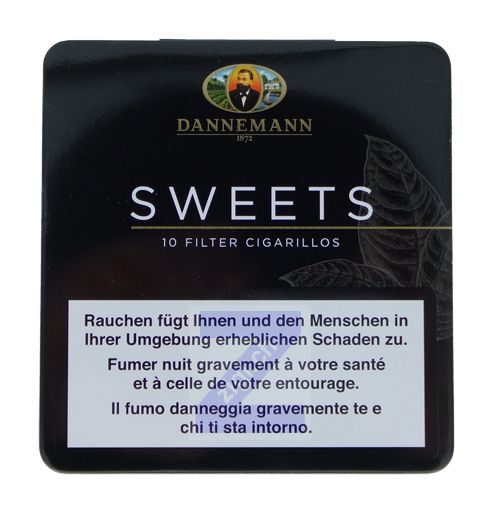 DANNEMANN
1872
SWEETS
10 FILTER CIGARILLOS
Rauchen fügt Ihnen und den Menschen in
Ihrer Umgebung erheblichen Schaden zu.
Fumer nuit gravement à votre santé
et à celle de votre entourage.
Il fumo danneggia gravemente te e
chi ti sta intorno.